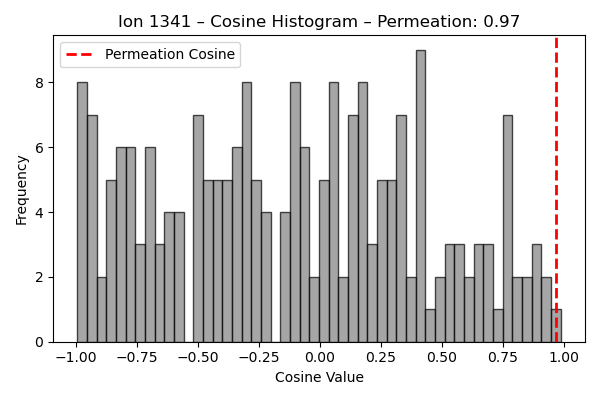 Ion 1341 – Cosine Histogram – Permeation: 0.97
Permeation Cosine
Frequency
8
6
4
2
0
−1.00 −0.75 −0.50 −0.25 0.00 0.25 0.50 0.75 1.00
Cosine Value